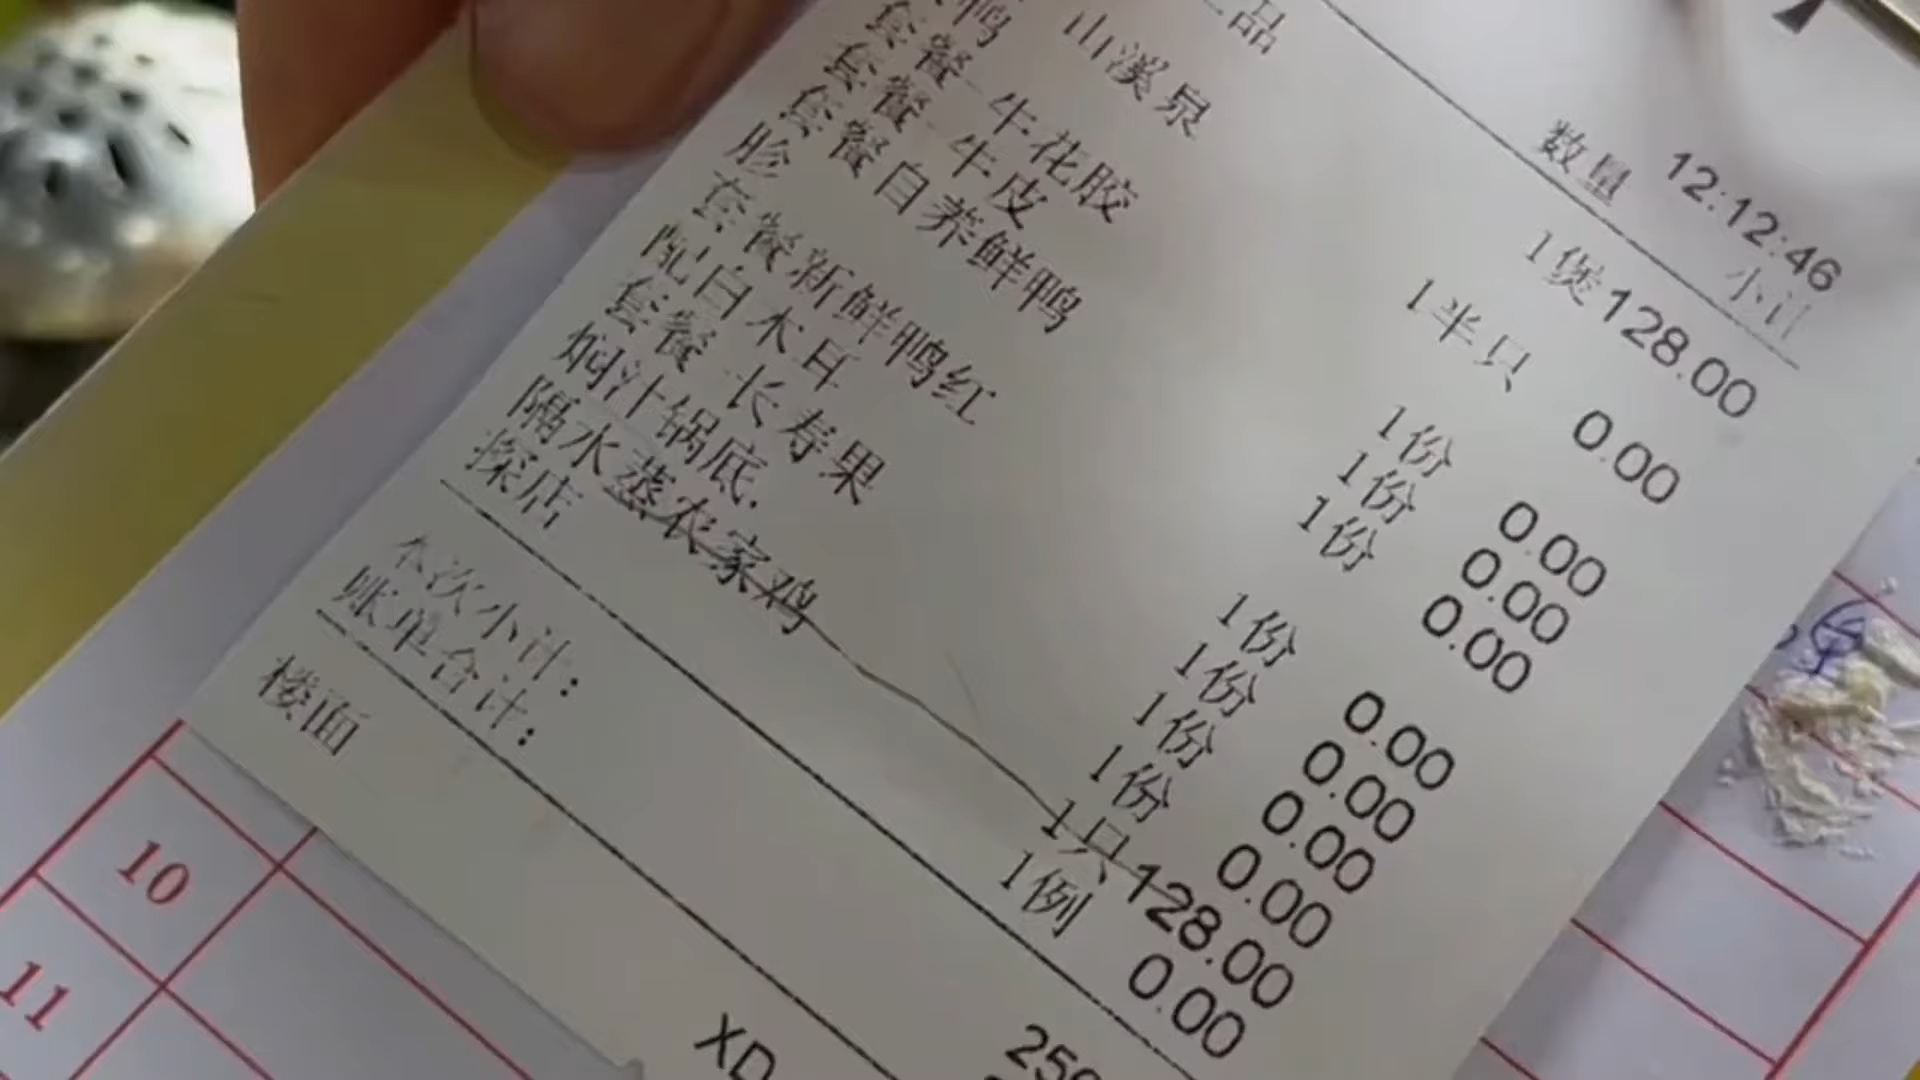 品
12:12:46
数量 小计
鸭 山溪泉 1煲 128.00
套餐 牛花胶 1半只 0.00
套餐 牛皮 1份 0.00
套餐自养鲜鸭 1份 0.00
胗 1份 0.00
套餐新鲜鸭红 1份 0.00
配白木耳 1份 0.00
套餐 长寿果 1份 0.00
焖汁锅底. 1份 0.00
隔水蒸农家鸡 1只 128.00
探店 1例 0.00
本次小计:
账单合计:
楼面 XD
10
11